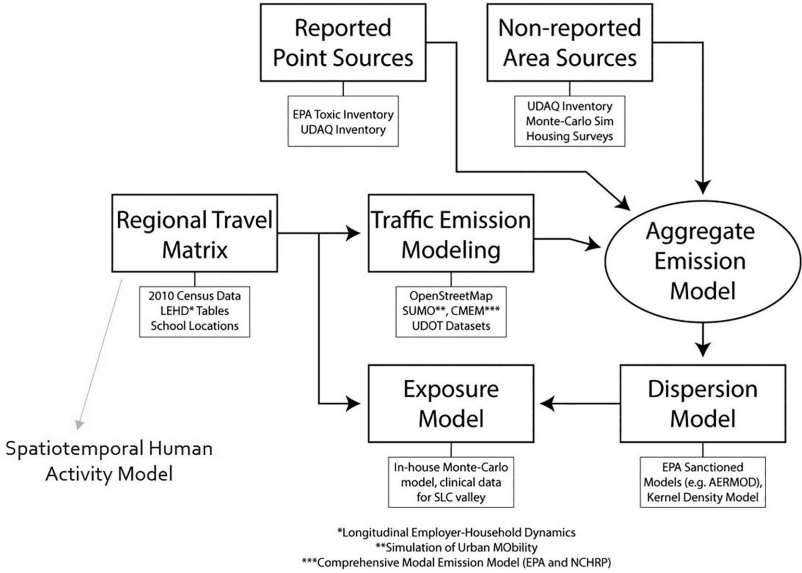 Reported
Point Sources
Non-reported
Area Sources
EPA Toxic Inventory
UDAQ Inventory
UDAQ Inventory
Monte-Carlo Sim
Housing Surveys
Regional Travel
Matrix
Traffic Emission
Modeling
Aggregate
Emission
Model
2010 Census Data
LEHD* Tables
School Locations
OpenStreetMap
SUMO**, CMEM***
UDOT Datasets
Exposure
Model
Dispersion
Model
Spatiotemporal Human
Activity Model
In-house Monte-Carlo
model, clinical data
for SLC valley
EPA Sanctioned
Models (e.g. AERMOD),
Kernel Density Model
*Longitudinal Employer-Household Dynamics
**Simulation of Urban MObility
***Comprehensive Modal Emission Model (EPA and NCHRP)